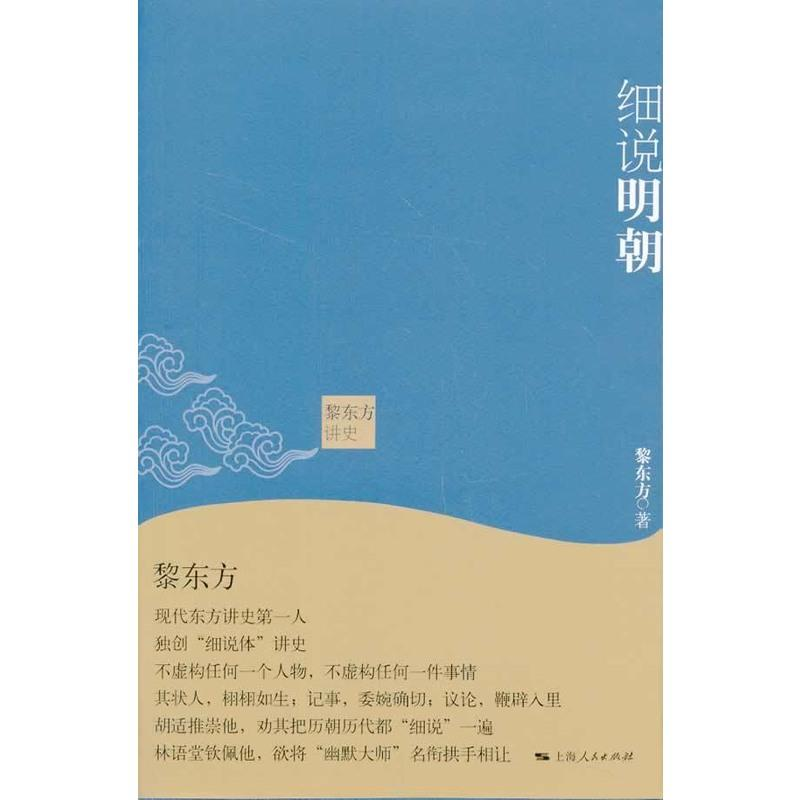 细说明朝
黎东方
讲史
黎东方○著
黎东方
现代东方讲史第一人
独创“细说体”讲史
不虚构任何一个人物，不虚构任何一件事情
其状人，栩栩如生；记事，委婉确切；议论，鞭辟入里
胡适推崇他，劝其把历朝历代都“细说”一遍
林语堂钦佩他，欲将“幽默大师”名衔拱手相让
上海人民出版社